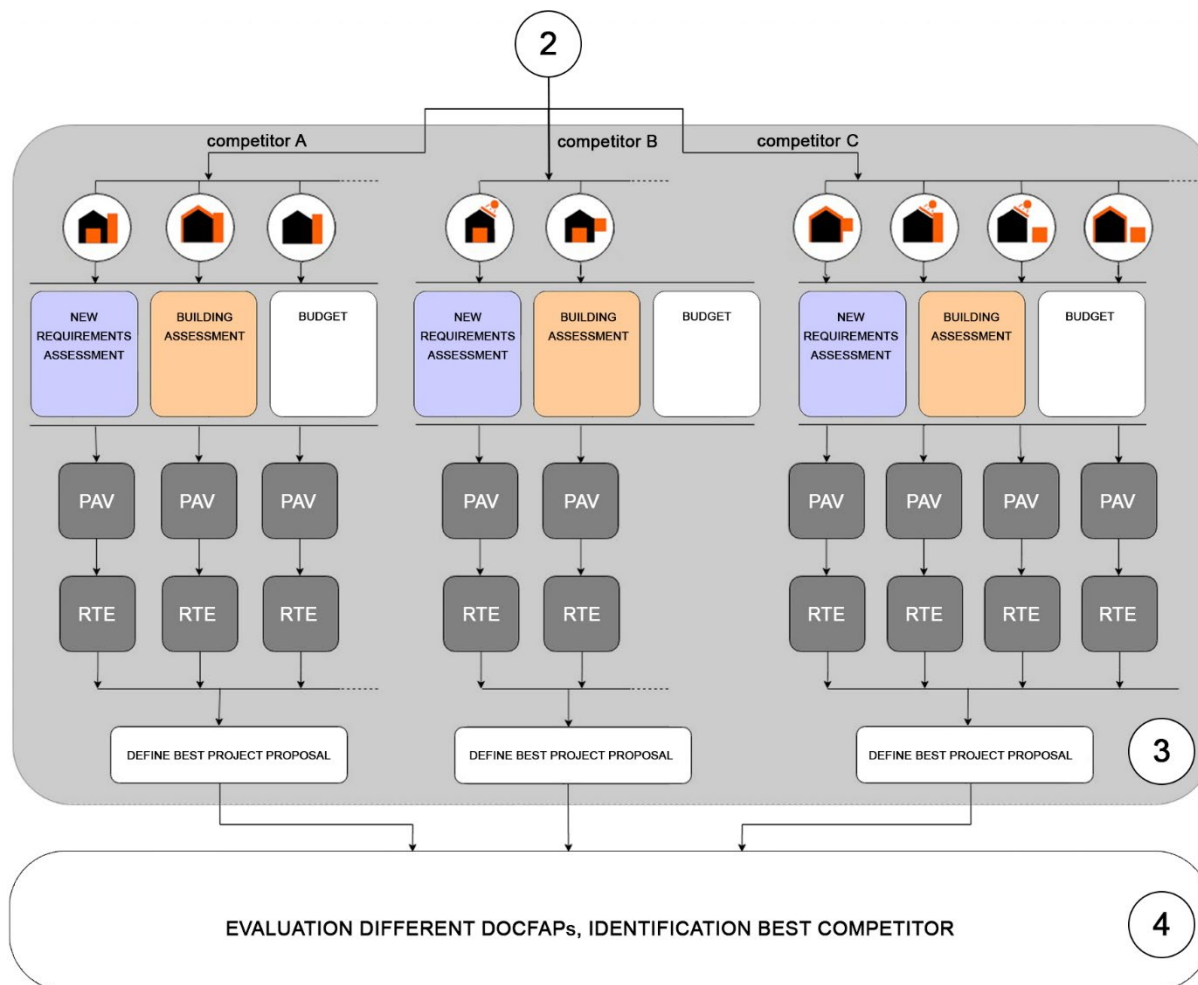 2
competitor A
competitor B
competitor C
NEW
REQUIREMENTS
ASSESSMENT
BUILDING
ASSESSMENT
BUDGET
NEW
REQUIREMENTS
ASSESSMENT
BUILDING
ASSESSMENT
BUDGET
NEW
REQUIREMENTS
ASSESSMENT
BUILDING
ASSESSMENT
BUDGET
PAV
PAV
PAV
PAV
PAV
PAV
PAV
PAV
PAV
RTE
RTE
RTE
RTE
RTE
RTE
RTE
RTE
RTE
DEFINE BEST PROJECT PROPOSAL
DEFINE BEST PROJECT PROPOSAL
DEFINE BEST PROJECT PROPOSAL
3
EVALUATION DIFFERENT DOCFAPs, IDENTIFICATION BEST COMPETITOR
4